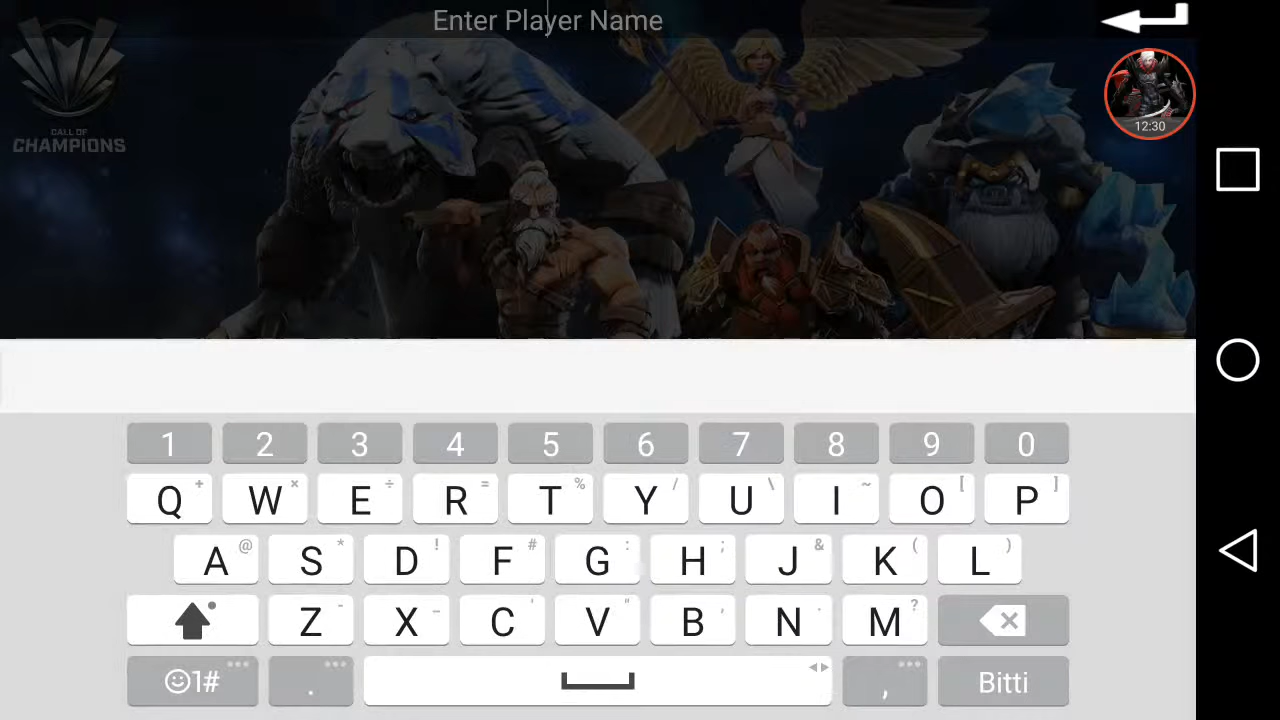 Enter Player Name
CALL OF
CHAMPIONS
12:30
1 2 3 4 5 6 7 8 9 0
Q + W × E ÷ R = T % Y / U \ I ~ O [ P ]
A @ S * D ! F # G : H ; J & K ( L )
Z - X _ C ' V " B , N . M ?
1# . , Bitti